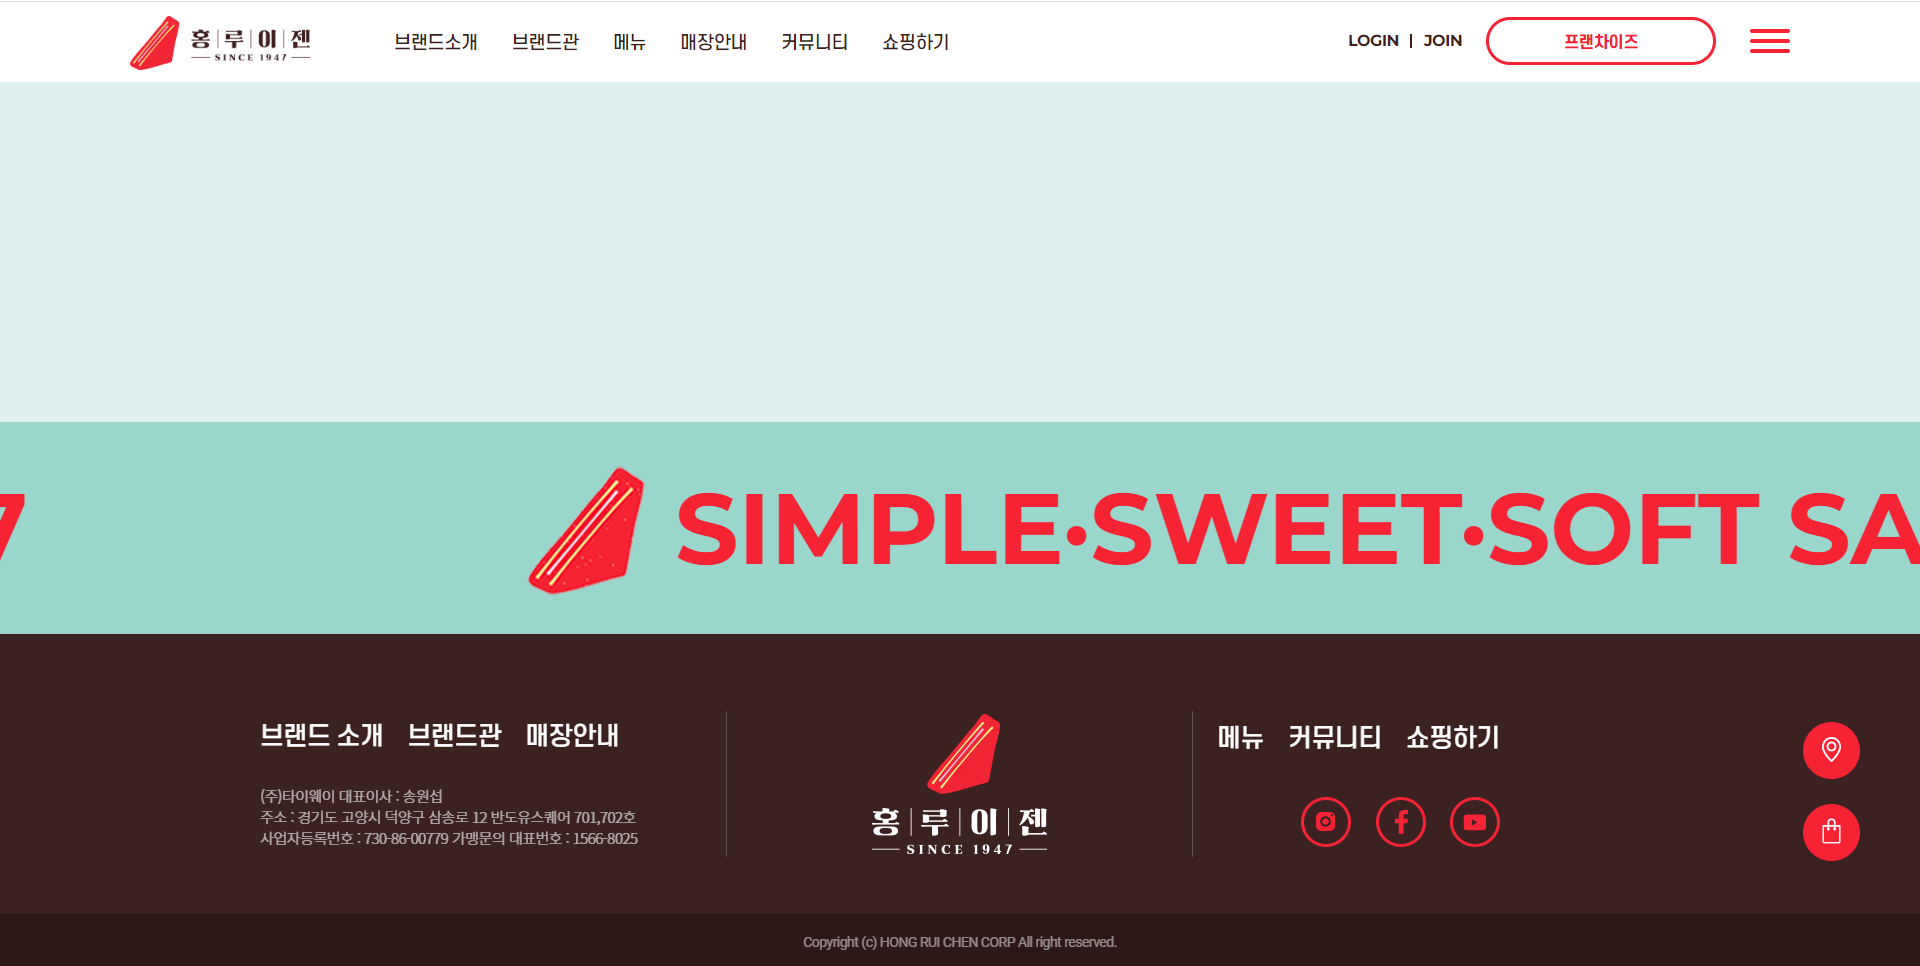 홍루이젠
SINCE 1947
브랜드소개 브랜드관 메뉴 매장안내 커뮤니티 쇼핑하기
LOGIN | JOIN
프랜차이즈
7 SIMPLE·SWEET·SOFT SA
브랜드 소개 브랜드관 매장안내
(주)타이웨이 대표이사 : 송원섭
주소 : 경기도 고양시 덕양구 삼송로 12 반도유스퀘어 701,702호
사업자등록번호 : 730-86-00779 가맹문의 대표번호 : 1566-8025
홍루이젠
SINCE 1947
메뉴 커뮤니티 쇼핑하기
Copyright (c) HONG RUI CHEN CORP All right reserved.